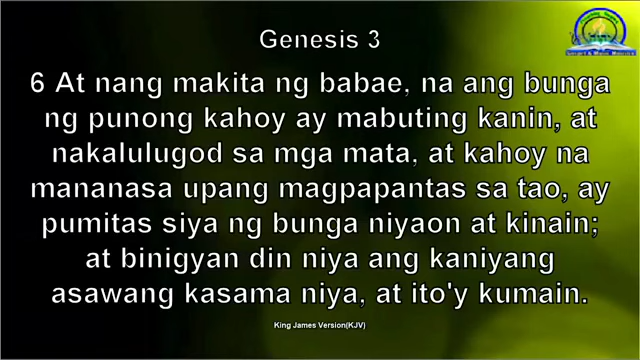 Genesis 3
6 At nang makita ng babae, na ang bunga
ng punong kahoy ay mabuting kanin, at
nakalulugod sa mga mata, at kahoy na
mananasa upang magpapantas sa tao, ay
pumitas siya ng bunga niyaon at kinain;
at binigyan din niya ang kaniyang
asawang kasama niya, at ito'y kumain.
King James Version(KJV)